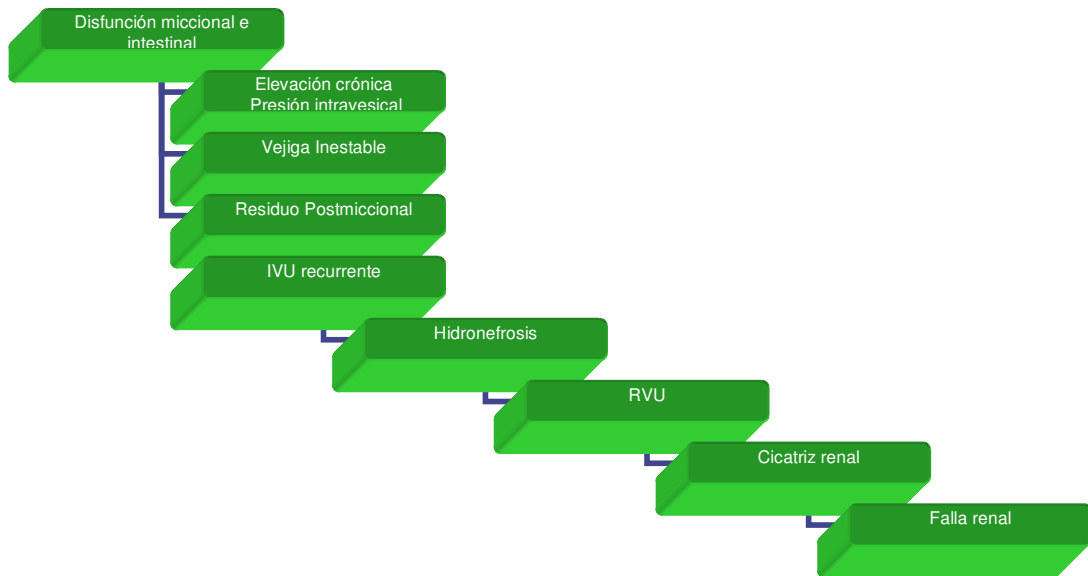 Disfunción miccional e
intestinal
Elevación crónica
Presión intravesical
Vejiga Inestable
Residuo Postmiccional
IVU recurrente
Hidronefrosis
RVU
Cicatriz renal
Falla renal